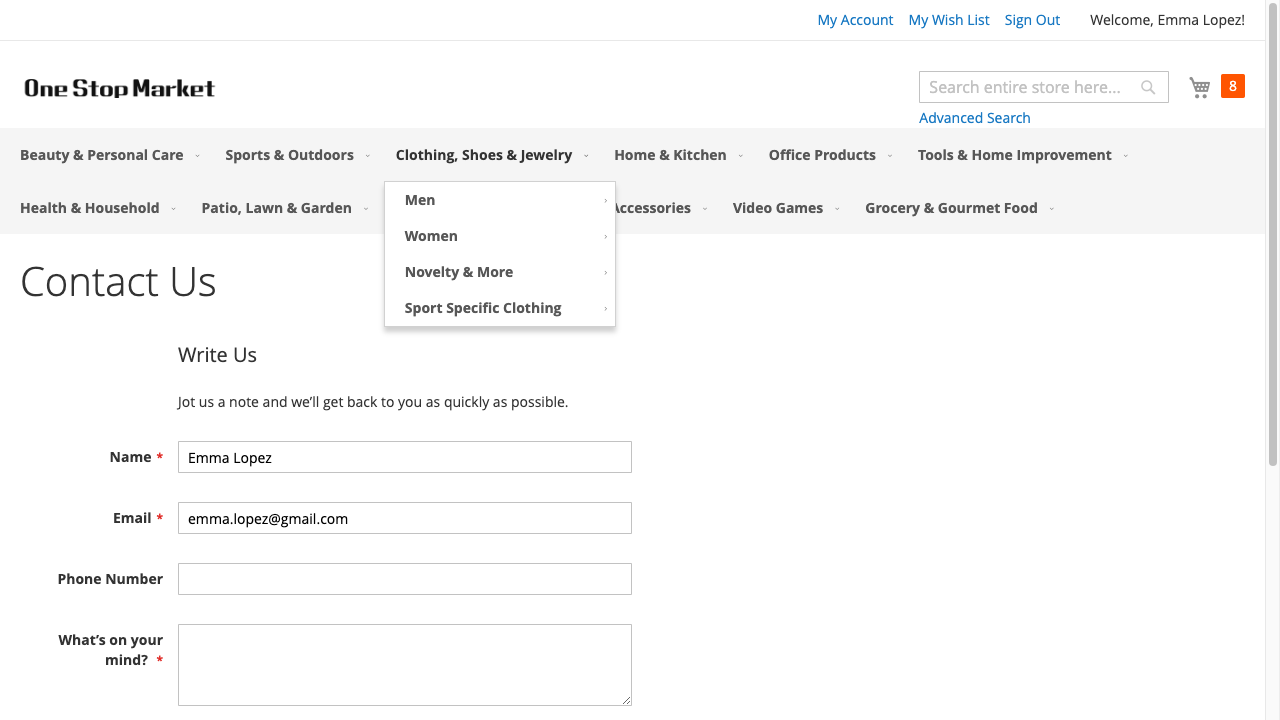 My Account My Wish List Sign Out Welcome, Emma Lopez!
One Stop Market
Search entire store here... 8
Advanced Search
Beauty & Personal Care Sports & Outdoors Clothing, Shoes & Jewelry Home & Kitchen Office Products Tools & Home Improvement
Health & Household Patio, Lawn & Garden Accessories Video Games Grocery & Gourmet Food
Men
Women
Novelty & More
Sport Specific Clothing
Contact Us
Write Us
Jot us a note and we’ll get back to you as quickly as possible.
Name * Emma Lopez
Email * emma.lopez@gmail.com
Phone Number
What’s on your
mind? *